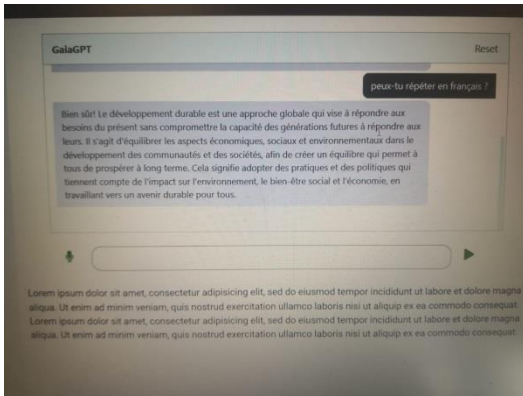 GaiaGPT
Reset
peux-tu répéter en français ?
Bien sûr! Le développement durable est une approche globale qui vise à répondre aux
besoins du présent sans compromettre la capacité des générations futures à répondre aux
leurs. Il s'agit d'équilibrer les aspects économiques, sociaux et environnementaux dans le
développement des communautés et des sociétés, afin de créer un équilibre qui permet à
tous de prospérer à long terme. Cela signifie adopter des pratiques et des politiques qui
tiennent compte de l'impact sur l'environnement, le bien-être social et l'économie, en
travaillant vers un avenir durable pour tous.
Lorem ipsum dolor sit amet, consectetur adipisicing elit, sed do eiusmod tempor incididunt ut labore et dolore magna
aliqua. Ut enim ad minim veniam, quis nostrud exercitation ullamco laboris nisi ut aliquip ex ea commodo consequat.
Lorem ipsum dolor sit amet, consectetur adipisicing elit, sed do eiusmod tempor incididunt ut labore et dolore magna
aliqua. Ut enim ad minim veniam, quis nostrud exercitation ullamco laboris nisi ut aliquip ex ea commodo consequat.